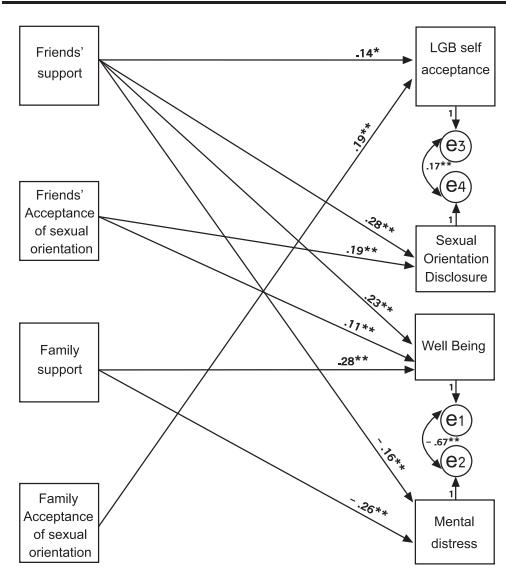 Friends'
support
.14*
LGB self
acceptance
.19**
1
e3
.17**
e4
1
Friends'
Acceptance
of sexual
orientation
.28**
.19**
Sexual
Orientation
Disclosure
.23**
.11**
Family
support
.28**
Well Being
1
e1
-.67**
e2
1
-.16**
-.26**
Family
Acceptance
of sexual
orientation
Mental
distress